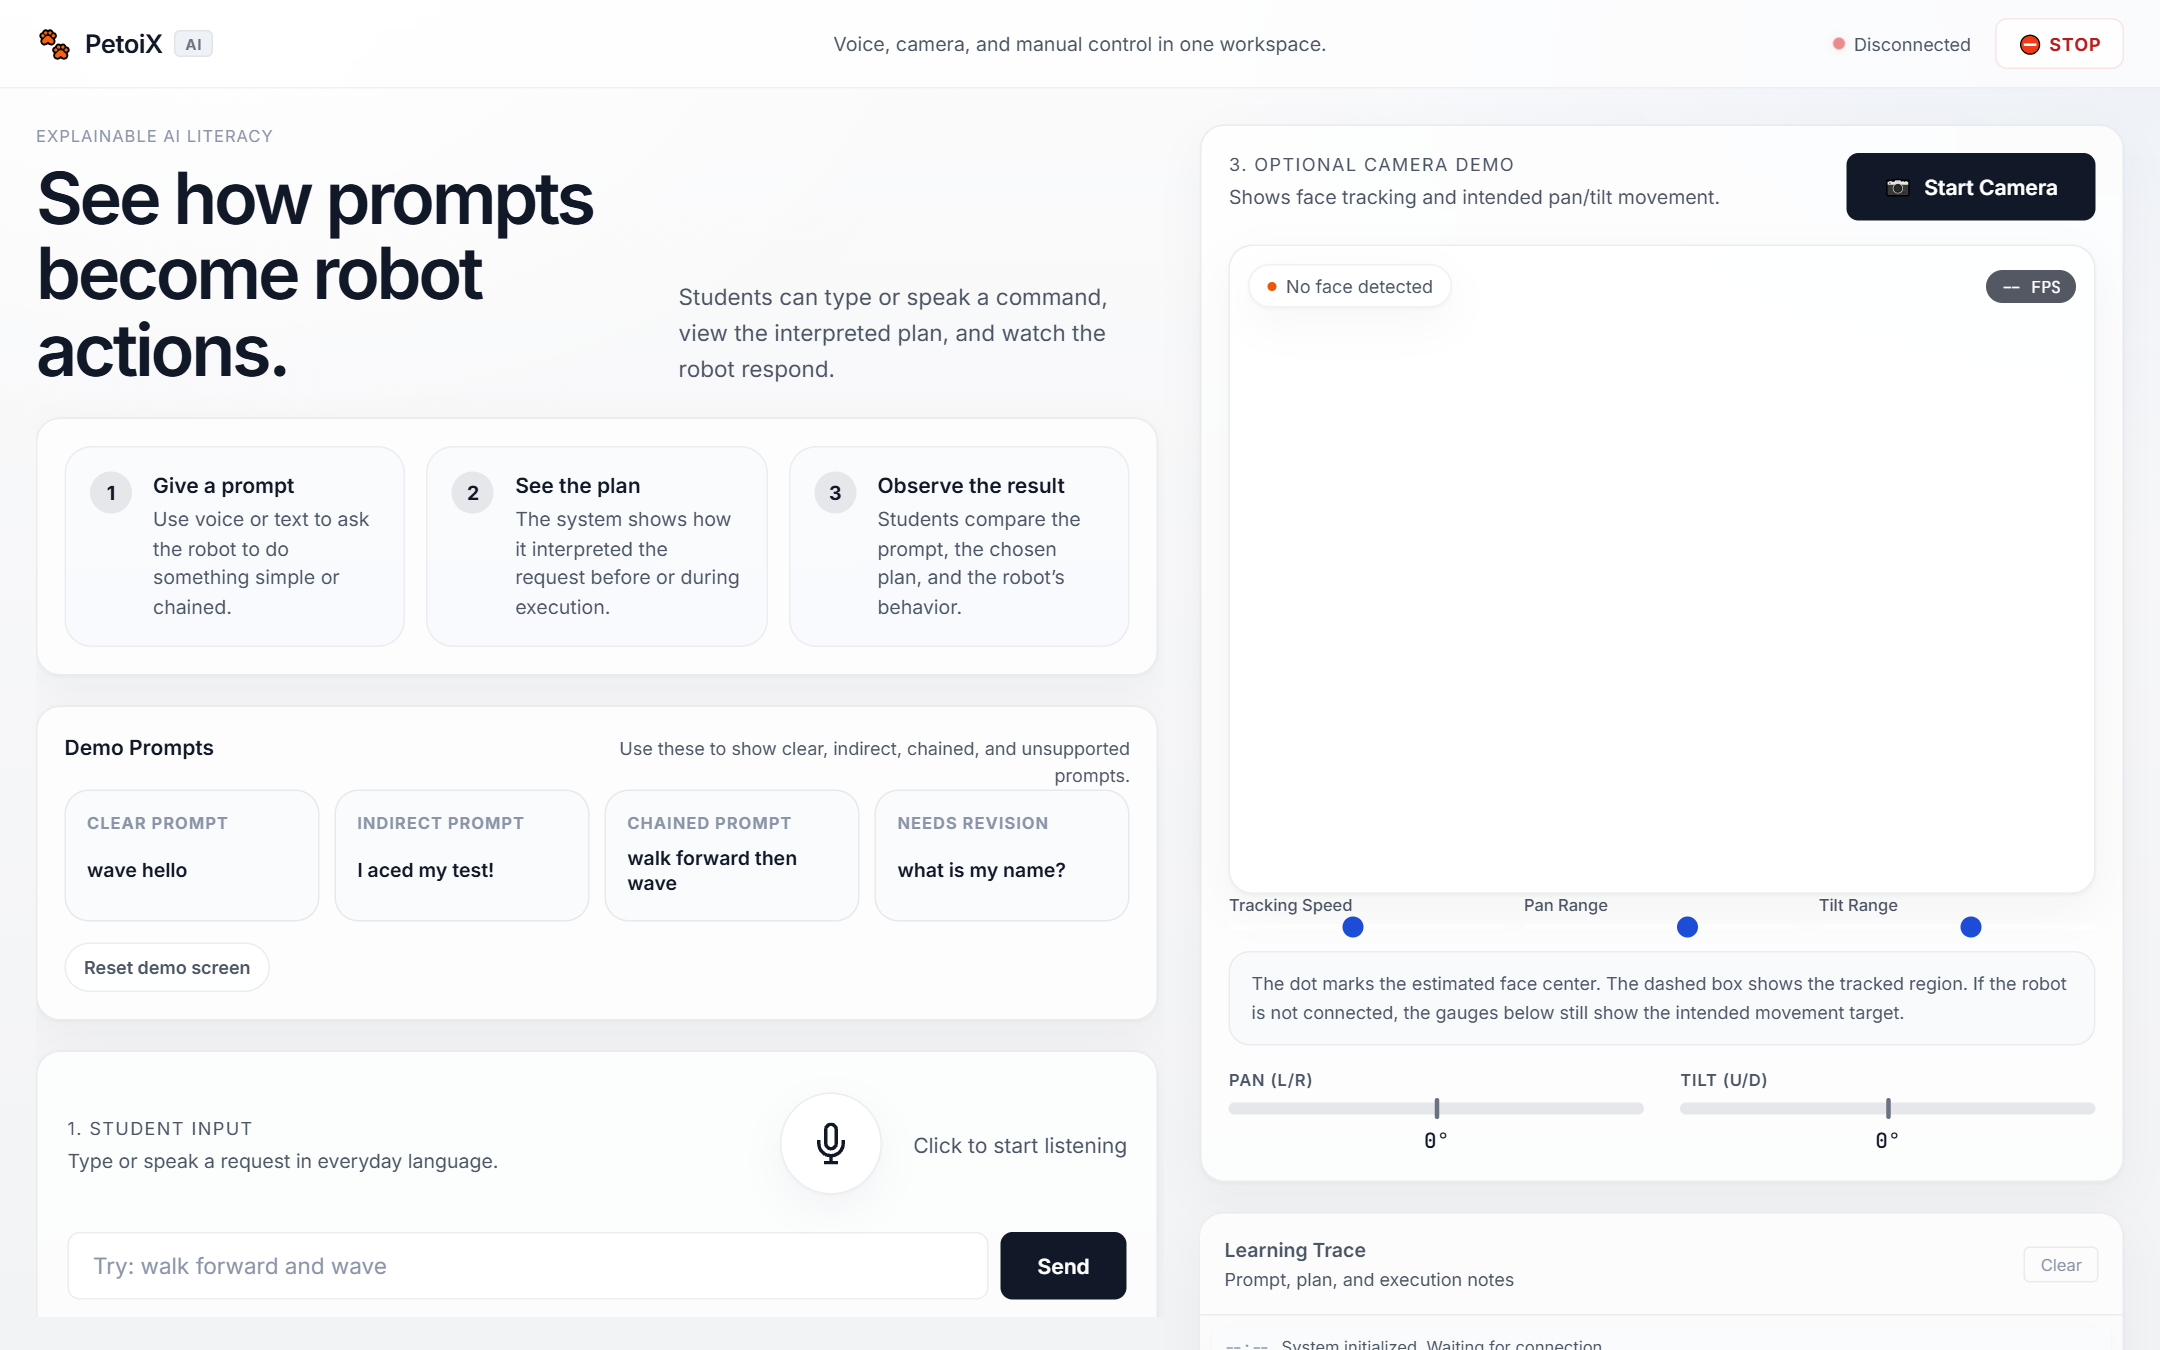 PetoiX AI
Voice, camera, and manual control in one workspace.
Disconnected
STOP
EXPLAINABLE AI LITERACY
See how prompts
become robot
actions.
Students can type or speak a command,
view the interpreted plan, and watch the
robot respond.
1
Give a prompt
Use voice or text to ask
the robot to do
something simple or
chained.
2
See the plan
The system shows how
it interpreted the
request before or during
execution.
3
Observe the result
Students compare the
prompt, the chosen
plan, and the robot’s
behavior.
Demo Prompts
Use these to show clear, indirect, chained, and unsupported
prompts.
CLEAR PROMPT
wave hello
INDIRECT PROMPT
I aced my test!
CHAINED PROMPT
walk forward then
wave
NEEDS REVISION
what is my name?
Reset demo screen
1. STUDENT INPUT
Type or speak a request in everyday language.
Click to start listening
Try: walk forward and wave
Send
3. OPTIONAL CAMERA DEMO
Shows face tracking and intended pan/tilt movement.
Start Camera
No face detected
-- FPS
Tracking Speed
Pan Range
Tilt Range
The dot marks the estimated face center. The dashed box shows the tracked region. If the robot
is not connected, the gauges below still show the intended movement target.
PAN (L/R)
0°
TILT (U/D)
0°
Learning Trace
Prompt, plan, and execution notes
Clear
--:-- System initialized. Waiting for connection